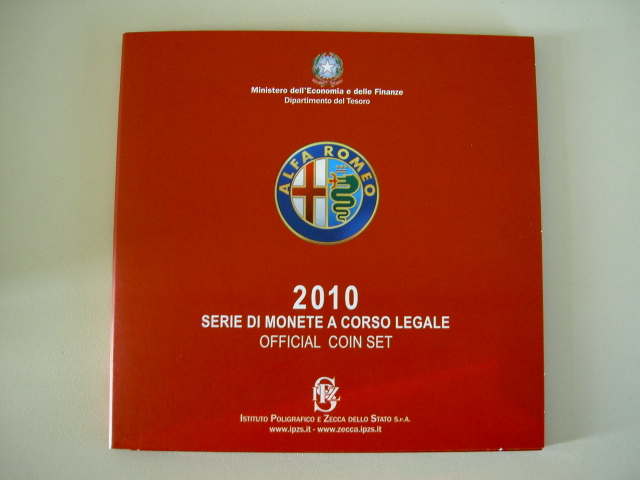 Ministero dell'Economia e delle Finanze
Dipartimento del Tesoro
ALFA ROMEO
2010
SERIE DI MONETE A CORSO LEGALE
OFFICIAL COIN SET
IPZS
ISTITUTO POLIGRAFICO E ZECCA DELLO STATO S.P.A.
www.ipzs.it - www.zecca.ipzs.it